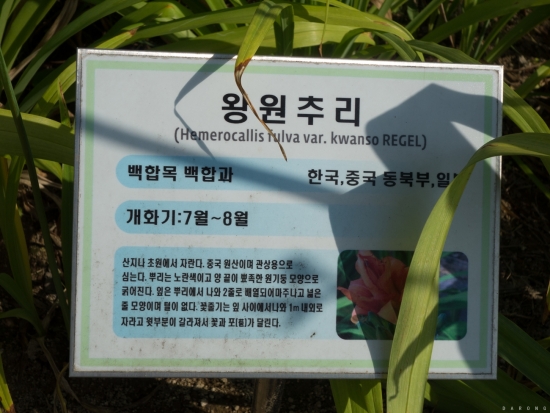 왕원추리
(Hemerocallis fulva var. kwanso REGEL)
백합목 백합과 한국,중국 동북부,일본
개화기:7월~8월
산지나 초원에서 자란다. 중국 원산이며 관상용으로
심는다. 뿌리는 노란색이고 양 끝이 뾰족한 원기둥 모양으로
굵어진다. 잎은 뿌리에서 나와 2줄로 배열되어마주나고 넓은
줄 모양이며 털이 없다. 꽃줄기는 잎 사이에서나와 1m 내외로
자라고 윗부분이 갈라져서 꽃과 포(苞)가 달린다.
DARONG